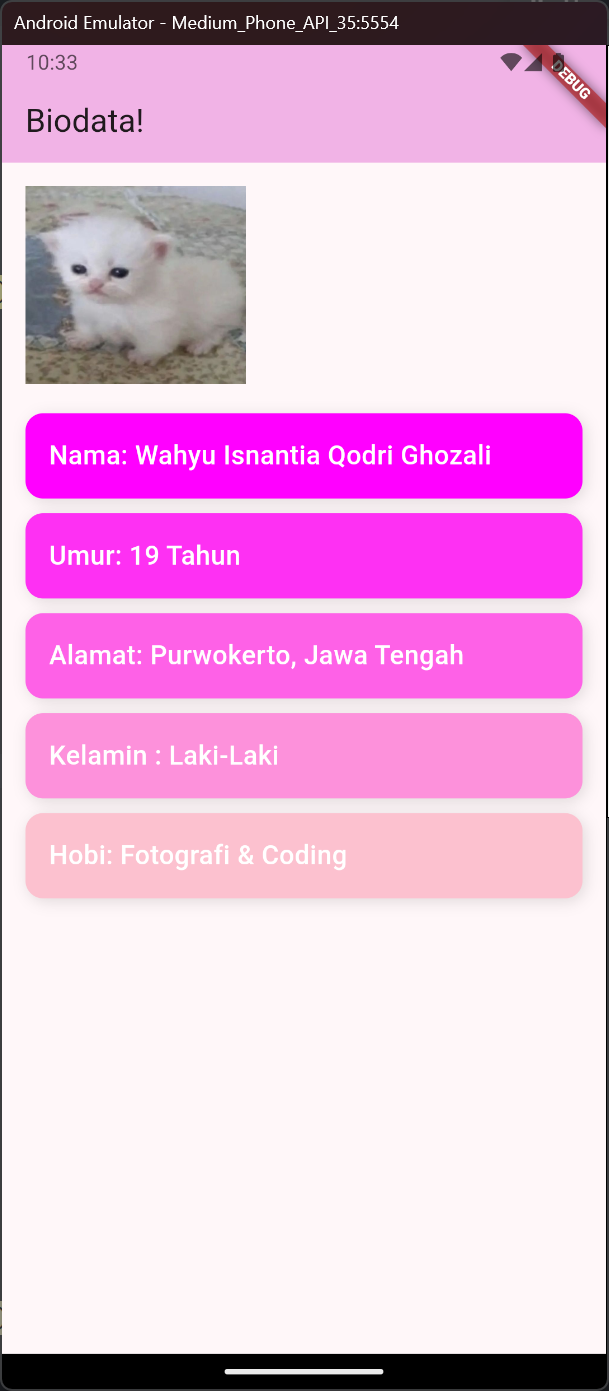 Android Emulator - Medium_Phone_API_35:5554
10:33
DEBUG
Biodata!
Nama: Wahyu Isnantia Qodri Ghozali
Umur: 19 Tahun
Alamat: Purwokerto, Jawa Tengah
Kelamin : Laki-Laki
Hobi: Fotografi & Coding